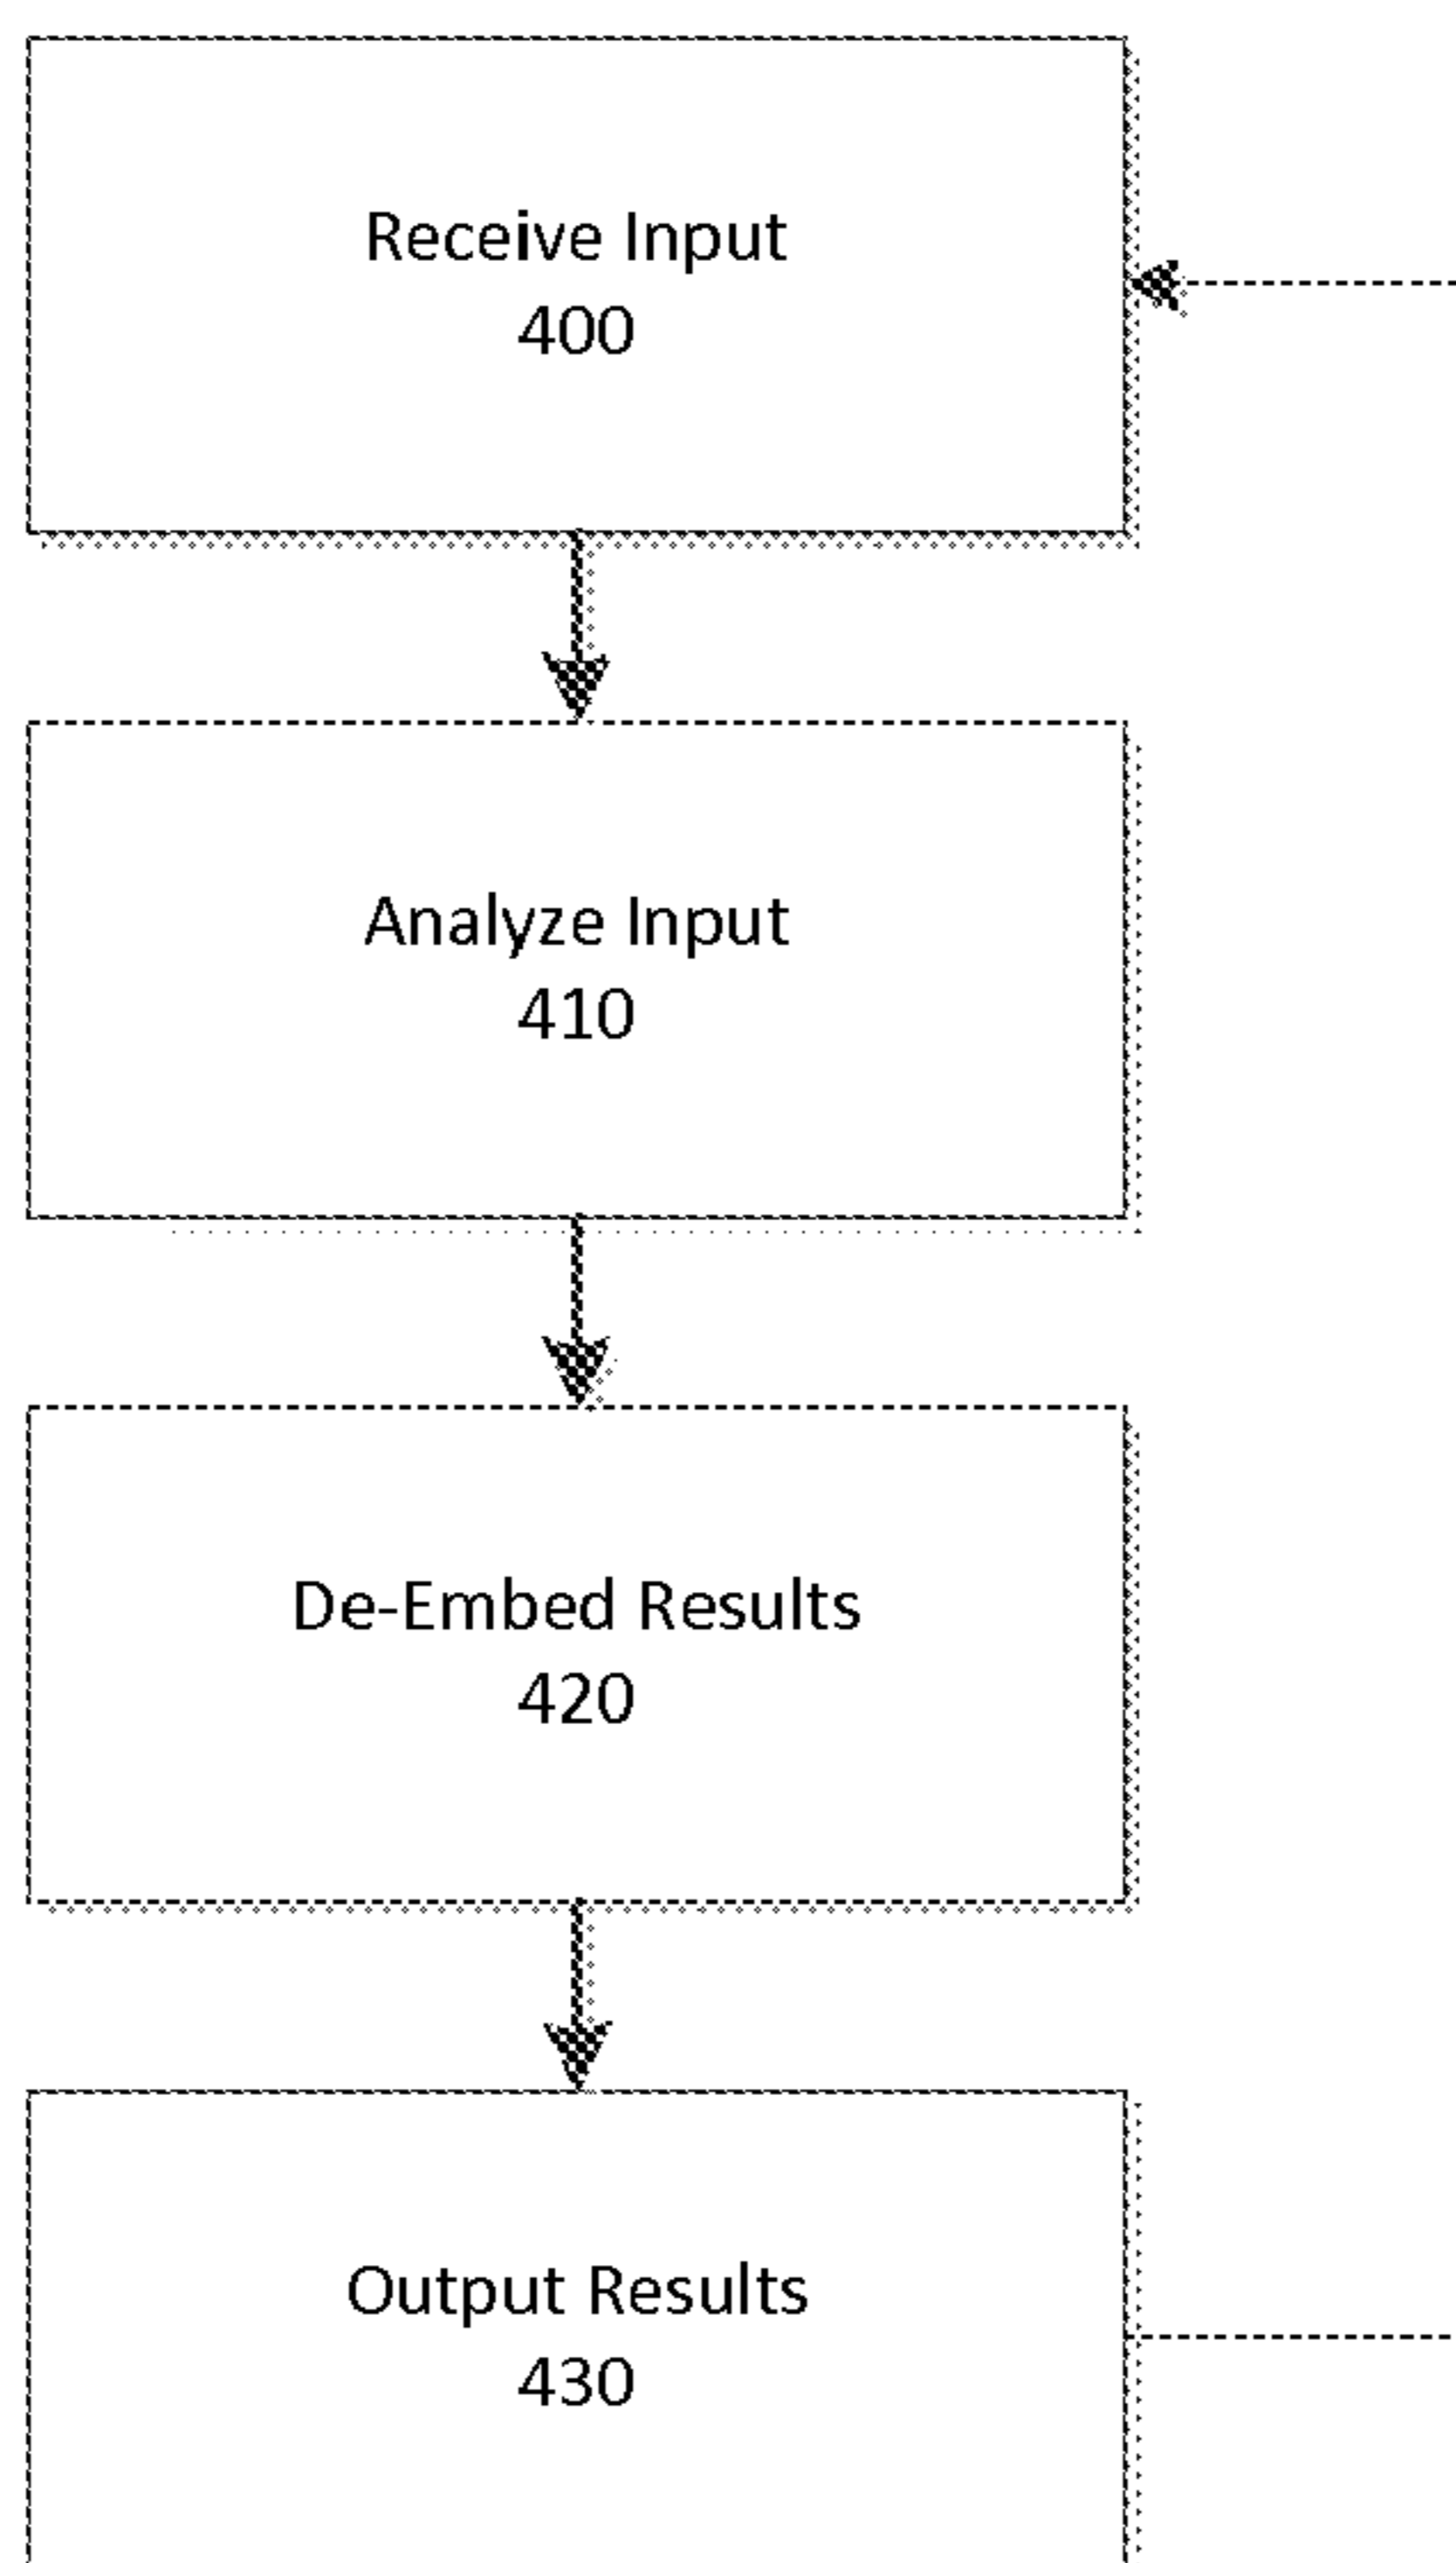 Receive Input
400
Analyze Input
410
De-Embed Results
420
Output Results
430